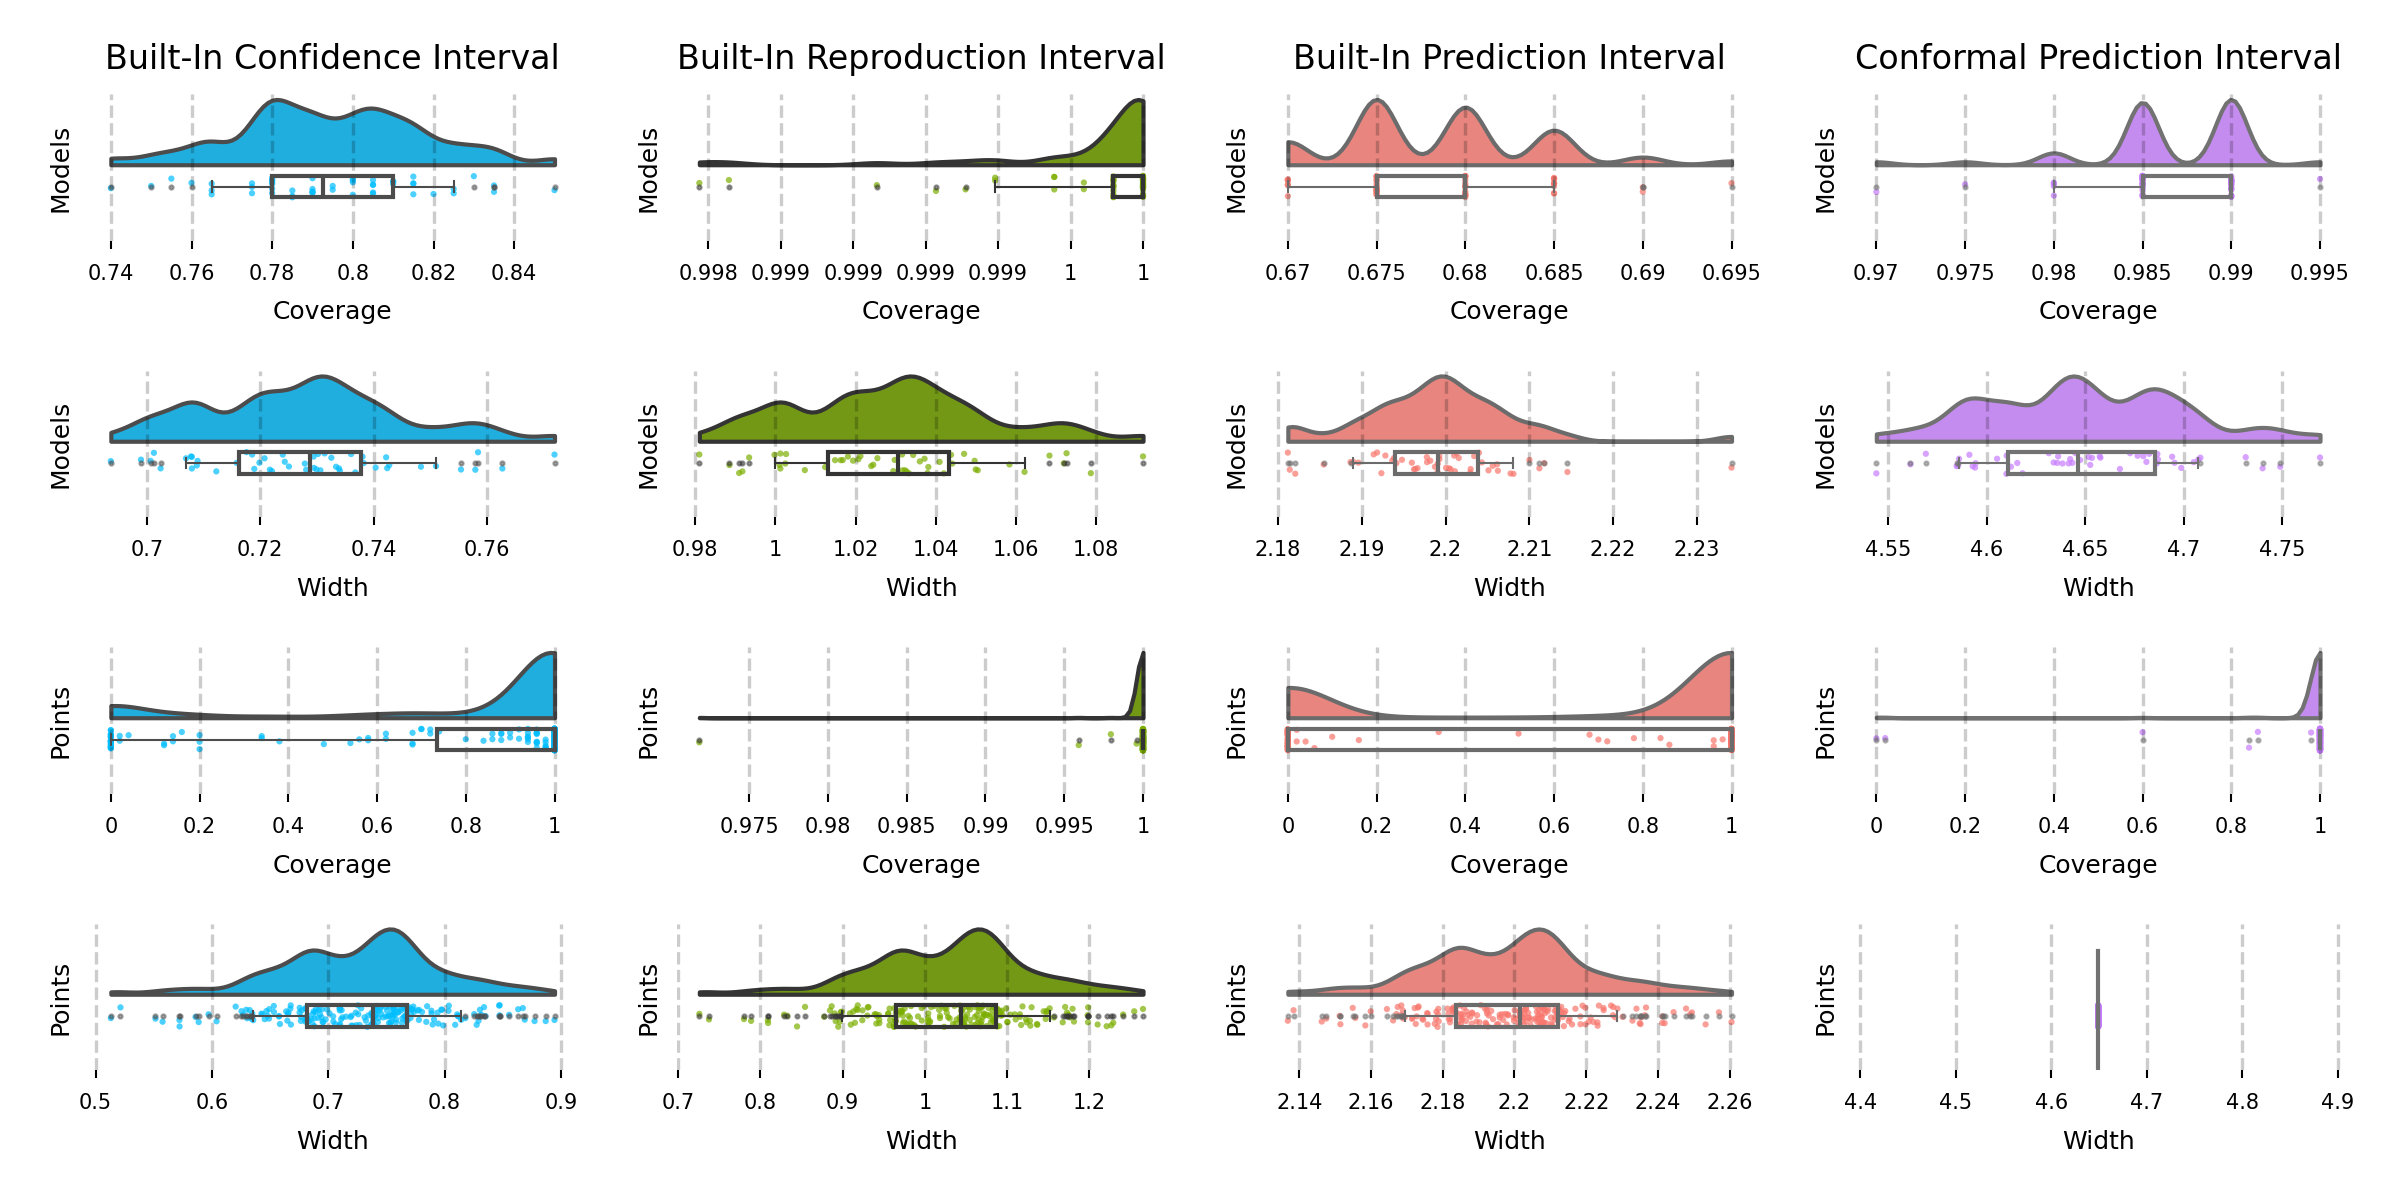 Built-In Confidence Interval Built-In Reproduction Interval Built-In Prediction Interval Conformal Prediction Interval
Models Models Models Models
0.74 0.76 0.78 0.8 0.82 0.84 0.998 0.999 0.999 0.999 0.999 1 1 0.67 0.675 0.68 0.685 0.69 0.695 0.97 0.975 0.98 0.985 0.99 0.995
Coverage Coverage Coverage Coverage
Models Models Models Models
0.7 0.72 0.74 0.76 0.98 1 1.02 1.04 1.06 1.08 2.18 2.19 2.2 2.21 2.22 2.23 4.55 4.6 4.65 4.7 4.75
Width Width Width Width
Points Points Points Points
0 0.2 0.4 0.6 0.8 1 0.975 0.98 0.985 0.99 0.995 1 0 0.2 0.4 0.6 0.8 1 0 0.2 0.4 0.6 0.8 1
Coverage Coverage Coverage Coverage
Points Points Points Points
0.5 0.6 0.7 0.8 0.9 0.7 0.8 0.9 1 1.1 1.2 2.14 2.16 2.18 2.2 2.22 2.24 2.26 4.4 4.5 4.6 4.7 4.8 4.9
Width Width Width Width